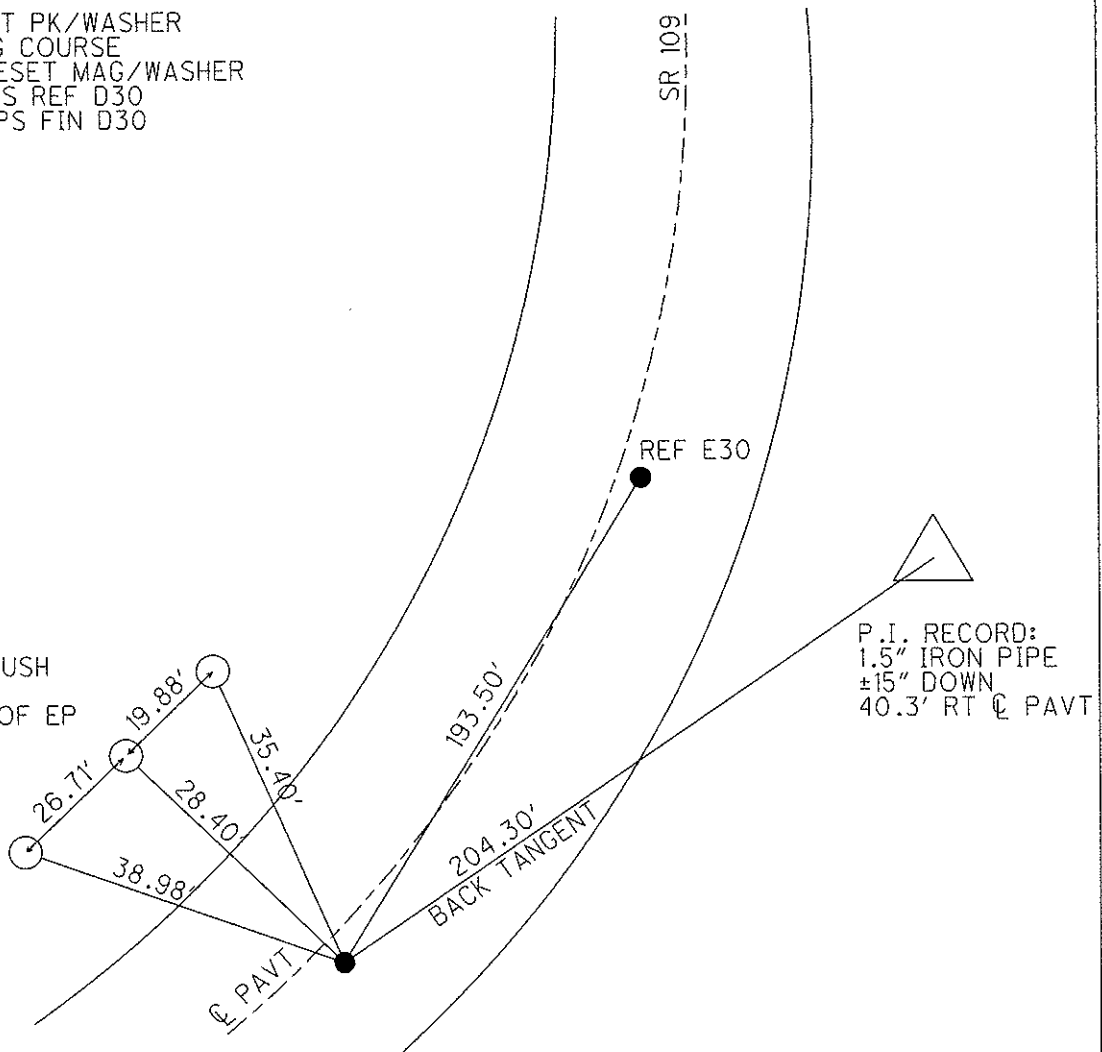 T PK/WASHER
G COURSE
ESET MAG/WASHER
S REF D30
PS FIN D30
SR 109
REF E30
P.I. RECORD:
1.5" IRON PIPE
±15" DOWN
40.3' RT ℄ PAVT
USH
OF EP
19.88'
26.71'
35.40'
28.40'
38.98'
193.50'
204.30'
BACK TANGENT
℄ PAVT